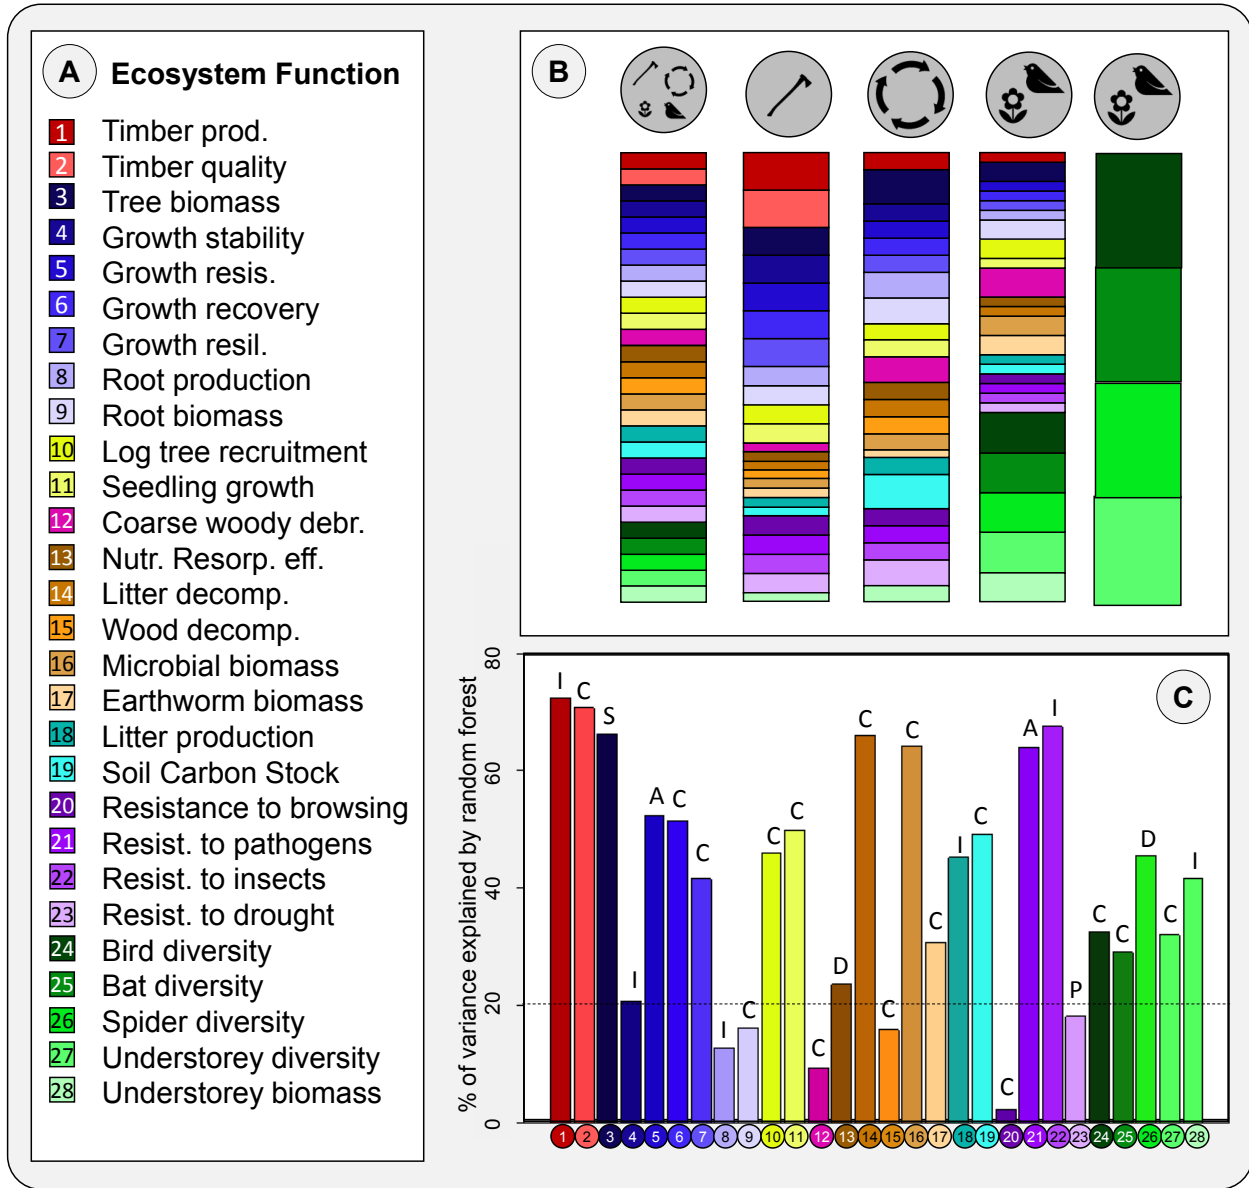 A Ecosystem Function
1 Timber prod.
2 Timber quality
3 Tree biomass
4 Growth stability
5 Growth resis.
6 Growth recovery
7 Growth resil.
8 Root production
9 Root biomass
10 Log tree recruitment
11 Seedling growth
12 Coarse woody debr.
13 Nutr. Resorp. eff.
14 Litter decomp.
15 Wood decomp.
16 Microbial biomass
17 Earthworm biomass
18 Litter production
19 Soil Carbon Stock
20 Resistance to browsing
21 Resist. to pathogens
22 Resist. to insects
23 Resist. to drought
24 Bird diversity
25 Bat diversity
26 Spider diversity
27 Understorey diversity
28 Understorey biomass
B
C
% of variance explained by random forest
80
60
40
20
0
I C S I A C C I C C C C D C C C C I C C A I P C C D C I
1 2 3 4 5 6 7 8 9 10 11 12 13 14 15 16 17 18 19 20 21 22 23 24 25 26 27 28